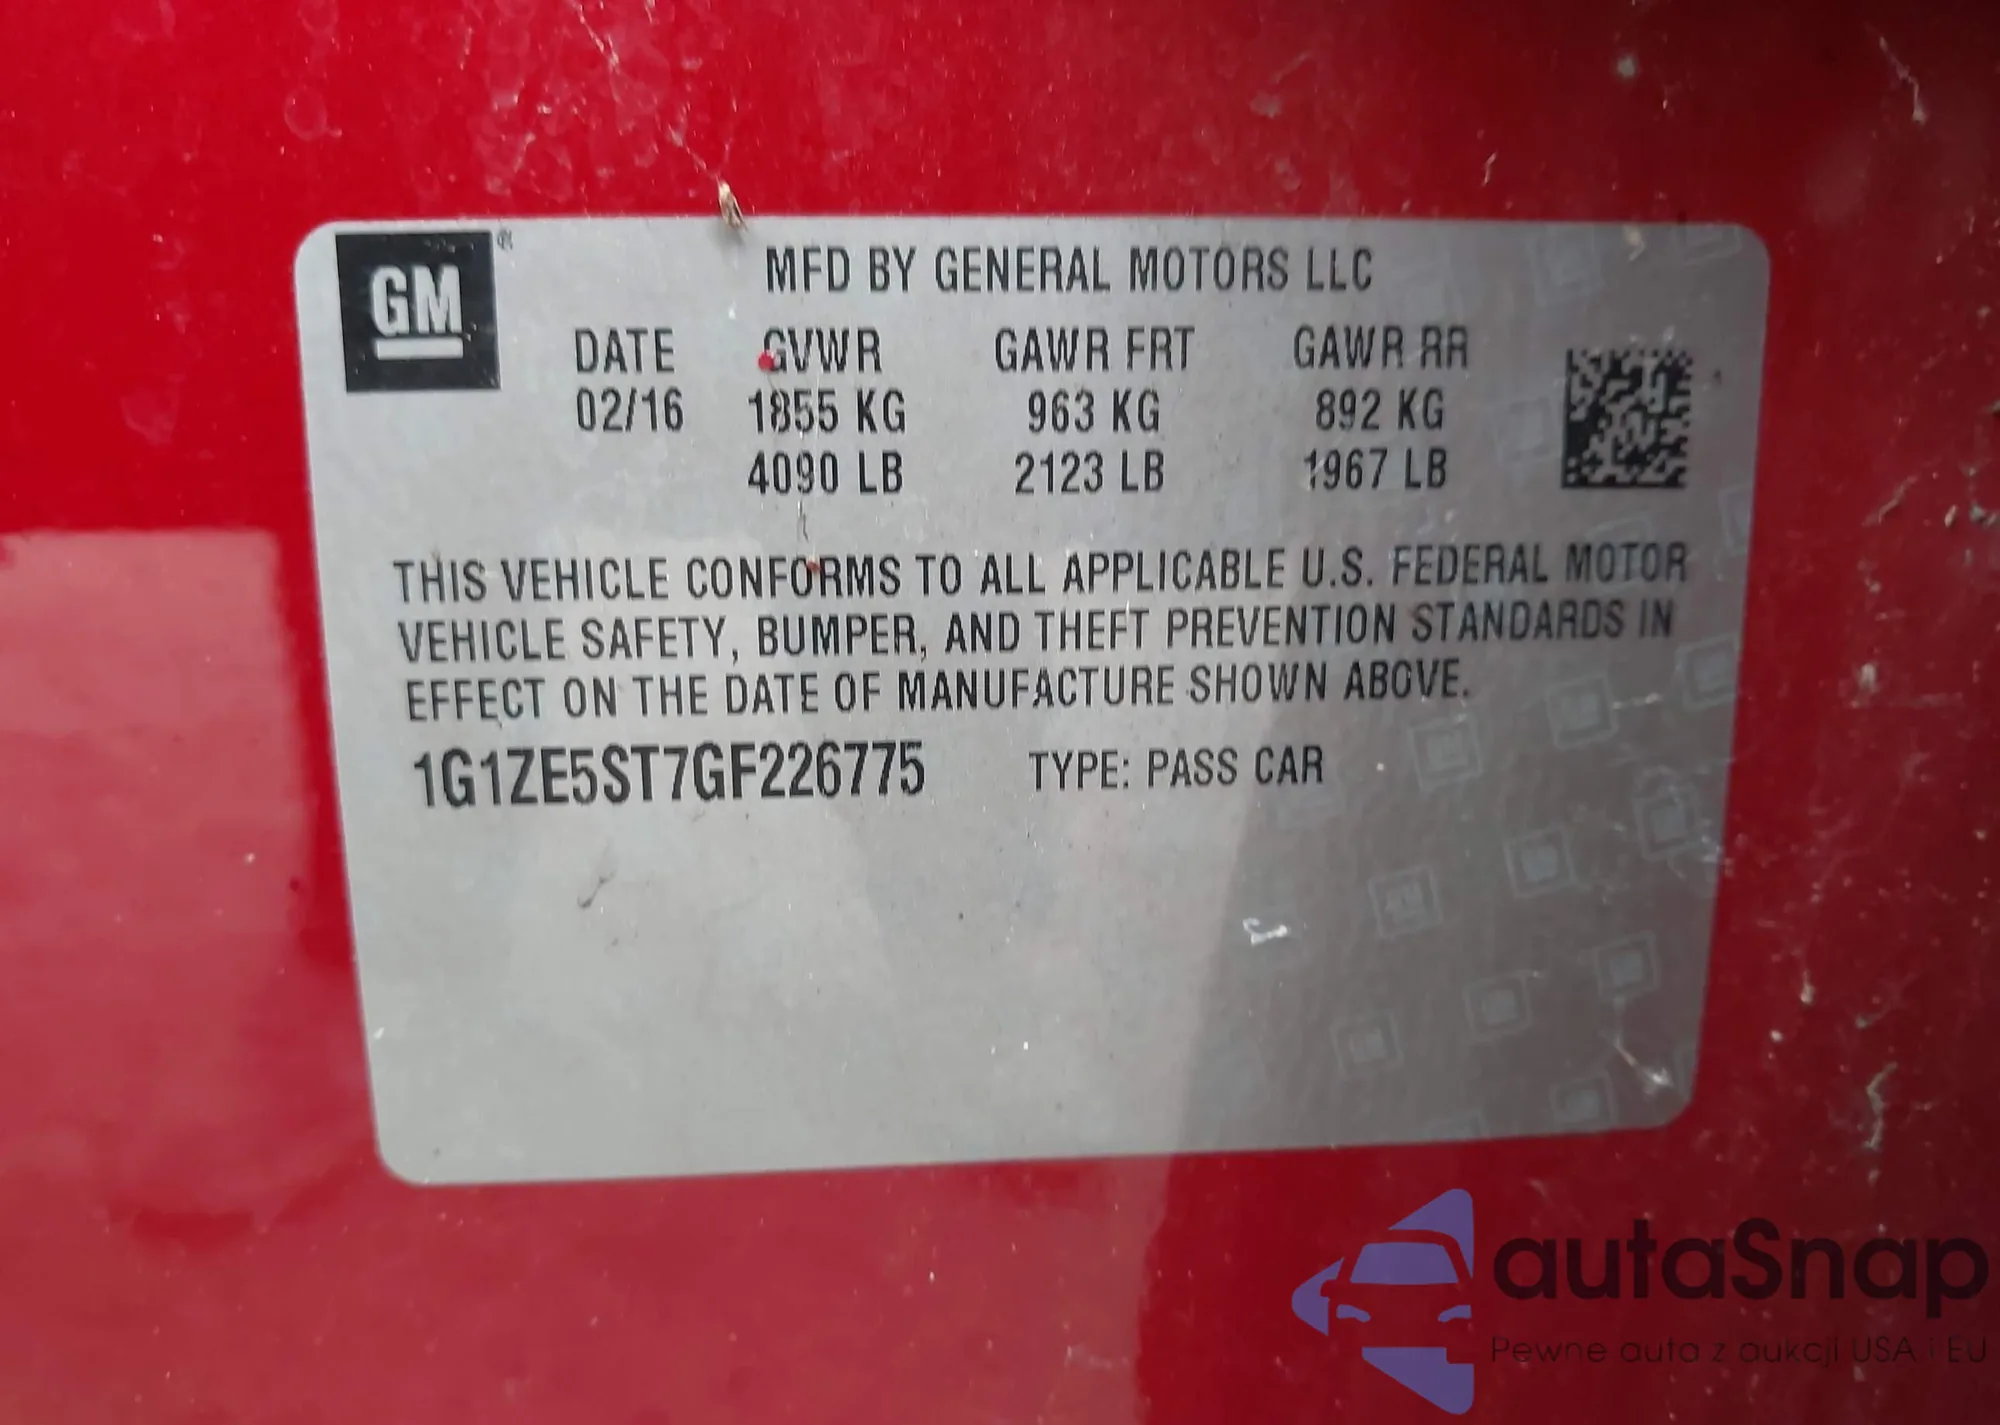 GM ®
MFD BY GENERAL MOTORS LLC
DATE GVWR GAWR FRT GAWR RR
02/16 1855 KG 963 KG 892 KG
4090 LB 2123 LB 1967 LB
THIS VEHICLE CONFORMS TO ALL APPLICABLE U.S. FEDERAL MOTOR
VEHICLE SAFETY, BUMPER, AND THEFT PREVENTION STANDARDS IN
EFFECT ON THE DATE OF MANUFACTURE SHOWN ABOVE.
1G1ZE5ST7GF226775 TYPE: PASS CAR
autaSnap
Pewne auta z aukcji USA i EU